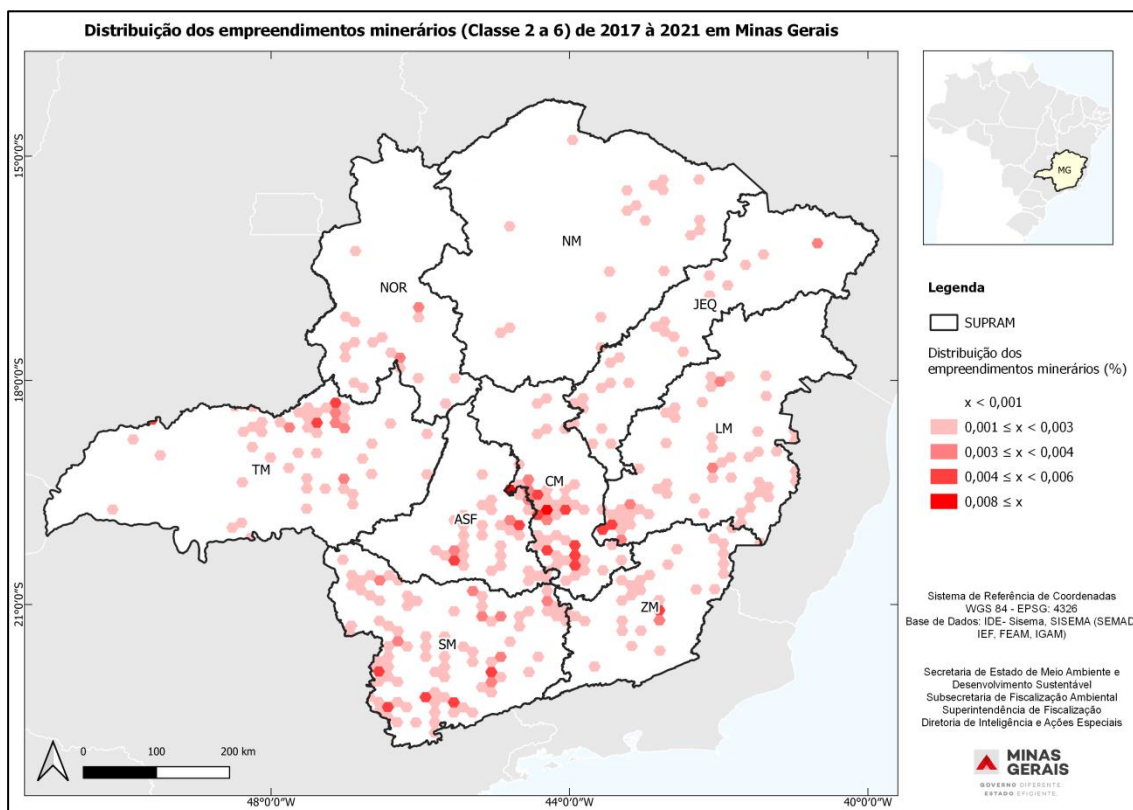 Distribuição dos empreendimentos minerários (Classe 2 a 6) de 2017 à 2021 em Minas Gerais
15°0'0"S
18°0'0"S
21°0'0"S
NM
NOR
JEQ
LM
TM
CM
ASF
ZM
SM
0 100 200 km
48°0'0"W 44°0'0"W 40°0'0"W
MG
Legenda
SUPRAM
Distribuição dos
empreendimentos minerários (%)
x < 0,001
0,001 ≤ x < 0,003
0,003 ≤ x < 0,004
0,004 ≤ x < 0,006
0,008 ≤ x
Sistema de Referência de Coordenadas
WGS 84 - EPSG: 4326
Base de Dados: IDE- Sisema, SISEMA (SEMAD
IEF, FEAM, IGAM)
Secretaria de Estado de Meio Ambiente e
Desenvolvimento Sustentável
Subsecretaria de Fiscalização Ambiental
Superintendência de Fiscalização
Diretoria de Inteligência e Ações Especiais
MINAS
GERAIS
GOVERNO DIFERENTE.
ESTADO EFICIENTE.